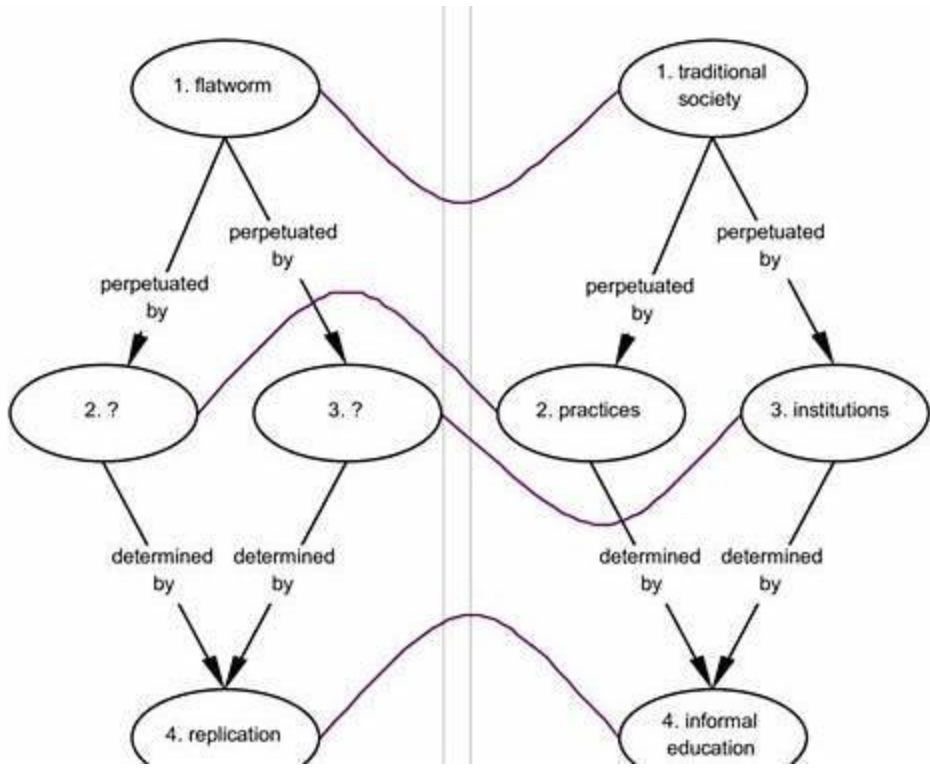 1. flatworm
1. traditional
society
perpetuated
by
perpetuated
by
perpetuated
by
perpetuated
by
2. ?
3. ?
2. practices
3. institutions
determined
by
determined
by
determined
by
determined
by
4. replication
4. informal
education